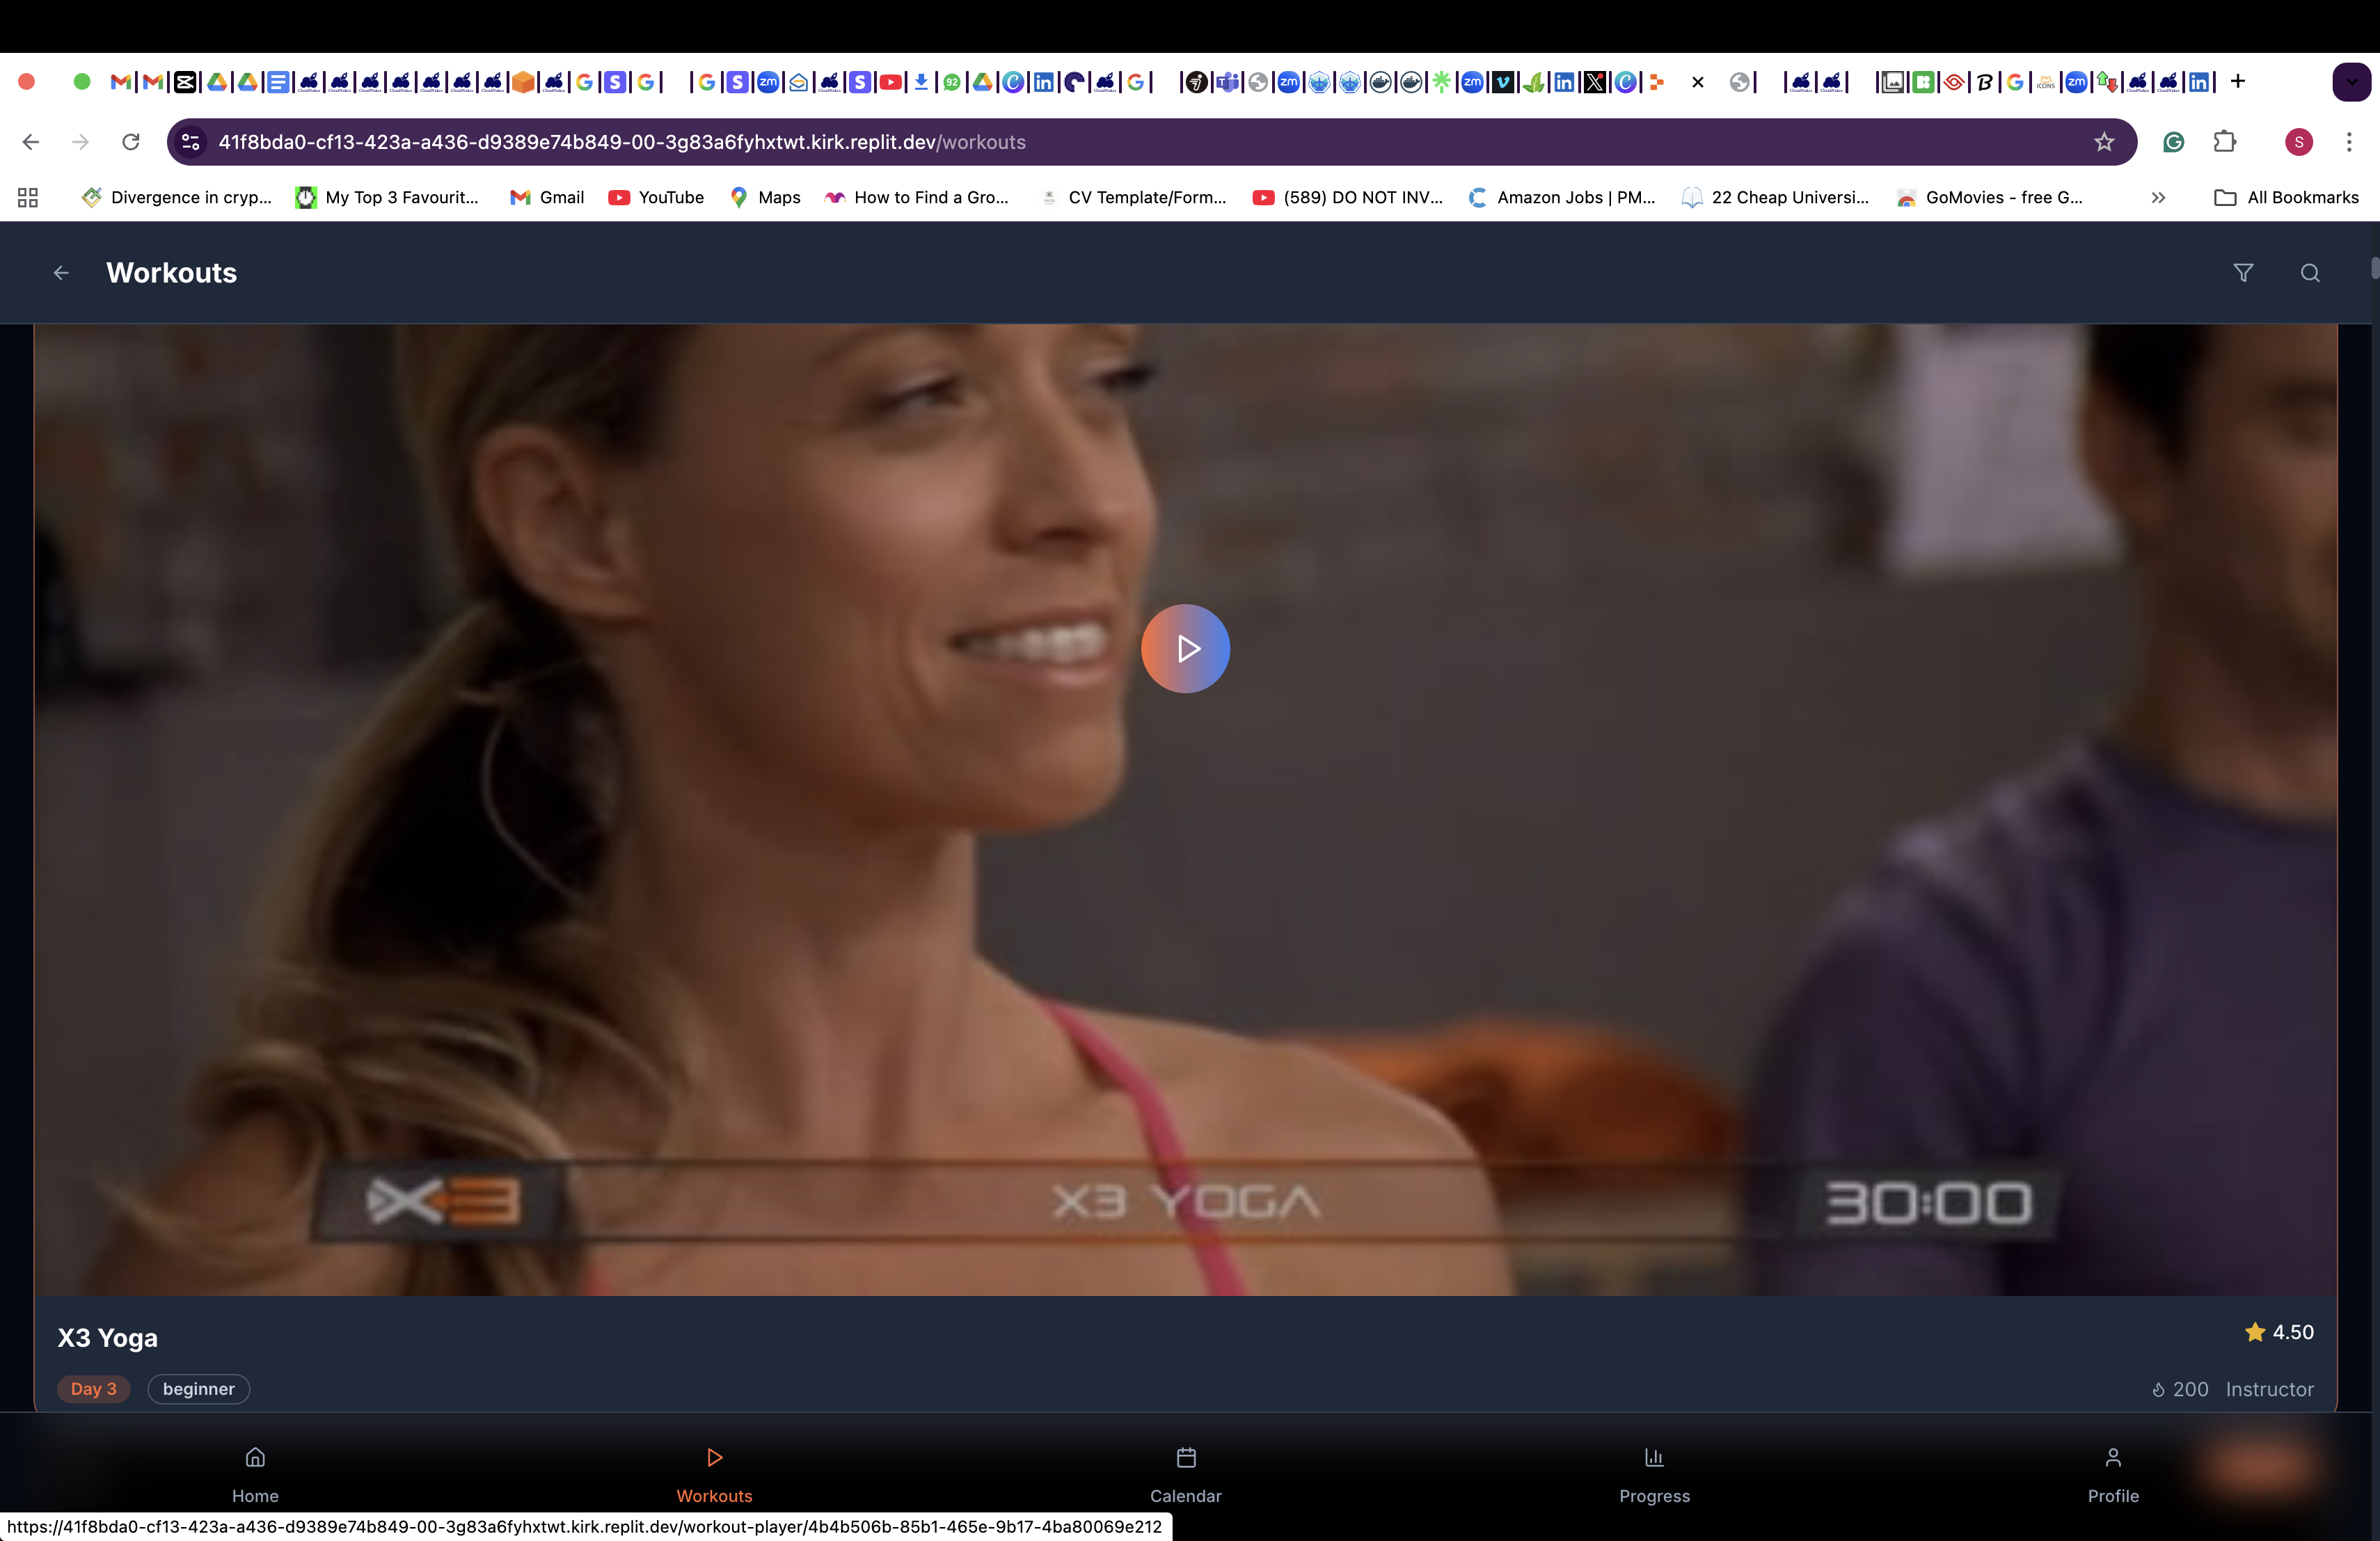 92
41f8bda0-cf13-423a-a436-d9389e74b849-00-3g83a6fyhxtwt.kirk.replit.dev/workouts
S
Divergence in cryp...
My Top 3 Favourit...
Gmail
YouTube
Maps
How to Find a Gro...
CV Template/Form...
(589) DO NOT INV...
Amazon Jobs | PM...
22 Cheap Universi...
GoMovies - free G...
All Bookmarks
Workouts
X3
X3 YOGA
30:00
X3 Yoga
4.50
Day 3
beginner
200
Instructor
Home
Workouts
Calendar
Progress
Profile
https://41f8bda0-cf13-423a-a436-d9389e74b849-00-3g83a6fyhxtwt.kirk.replit.dev/workout-player/4b4b506b-85b1-465e-9b17-4ba80069e212